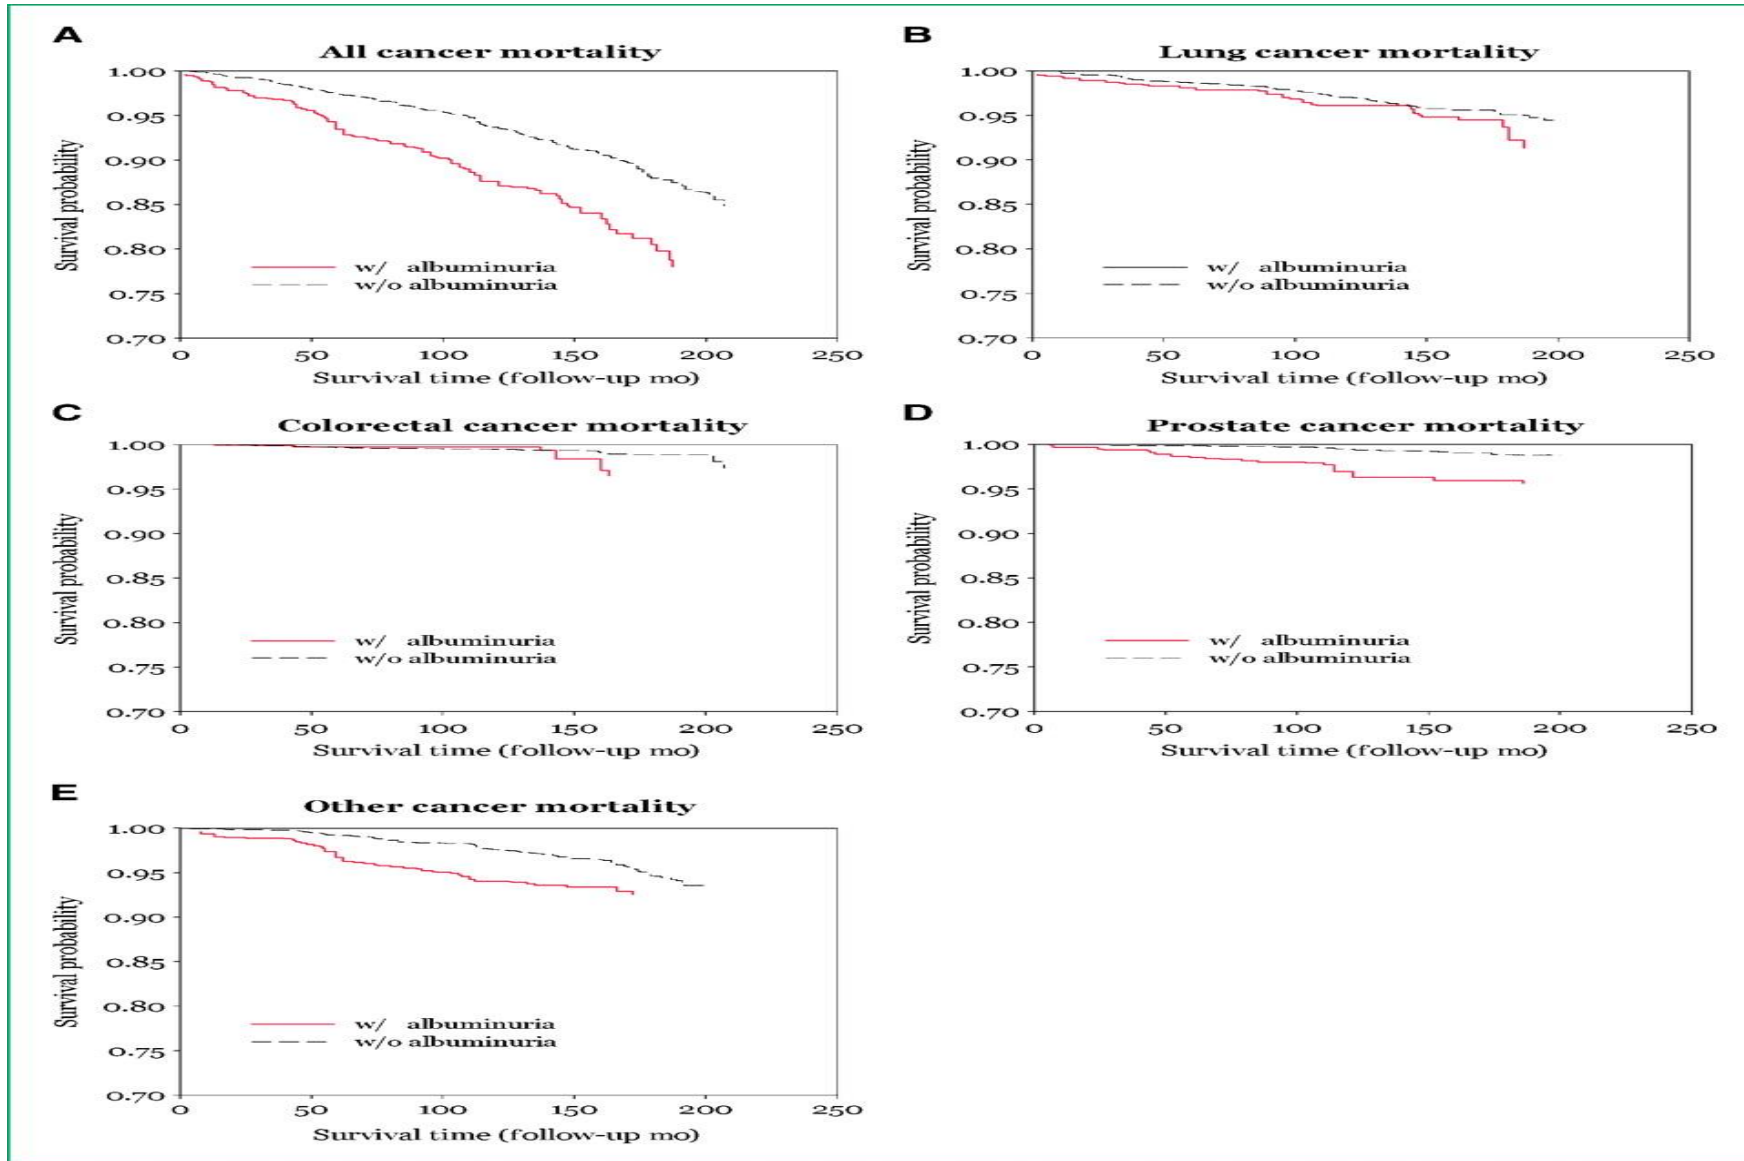 A
All cancer mortality
1.00
0.95
0.90
0.85
0.80
0.75
0.70
Survival probability
w/ albuminuria
w/o albuminuria
0 50 100 150 200 250
Survival time (follow-up mo)
B
Lung cancer mortality
1.00
0.95
0.90
0.85
0.80
0.75
0.70
Survival probability
w/ albuminuria
w/o albuminuria
0 50 100 150 200 250
Survival time (follow-up mo)
C
Colorectal cancer mortality
1.00
0.95
0.90
0.85
0.80
0.75
0.70
Survival probability
w/ albuminuria
w/o albuminuria
0 50 100 150 200 250
Survival time (follow-up mo)
D
Prostate cancer mortality
1.00
0.95
0.90
0.85
0.80
0.75
0.70
Survival probability
w/ albuminuria
w/o albuminuria
0 50 100 150 200 250
Survival time (follow-up mo)
E
Other cancer mortality
1.00
0.95
0.90
0.85
0.80
0.75
0.70
Survival probability
w/ albuminuria
w/o albuminuria
0 50 100 150 200 250
Survival time (follow-up mo)